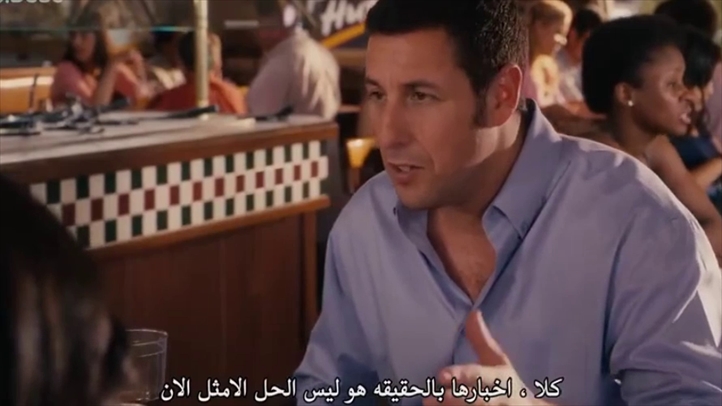 كلا ، اخبارها بالحقيقه هو ليس الحل الامثل الان